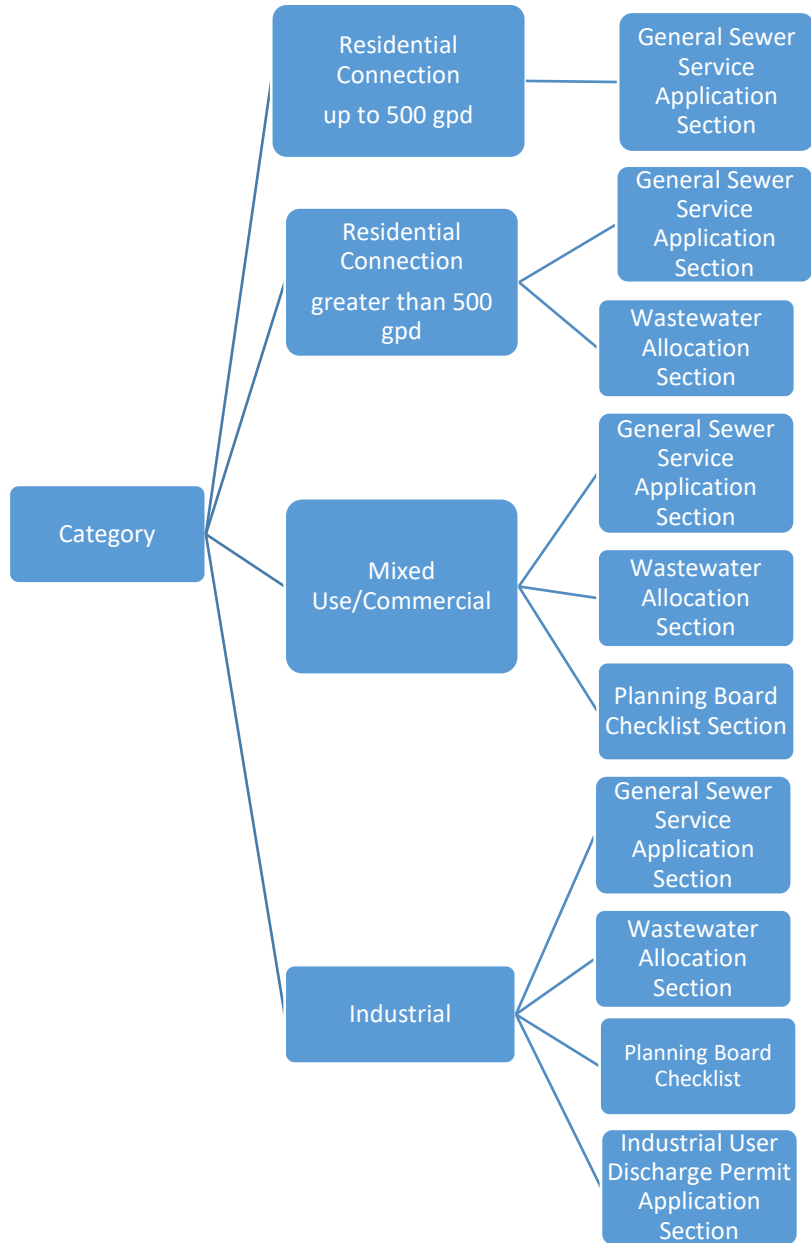 Residential
Connection
up to 500 gpd
General Sewer
Service
Application
Section
Residential
Connection
greater than 500
gpd
General Sewer
Service
Application
Section
Wastewater
Allocation
Section
Category
Mixed
Use/Commercial
General Sewer
Service
Application
Section
Wastewater
Allocation
Section
Planning Board
Checklist Section
Industrial
General Sewer
Service
Application
Section
Wastewater
Allocation
Section
Planning Board
Checklist
Industrial User
Discharge Permit
Application
Section